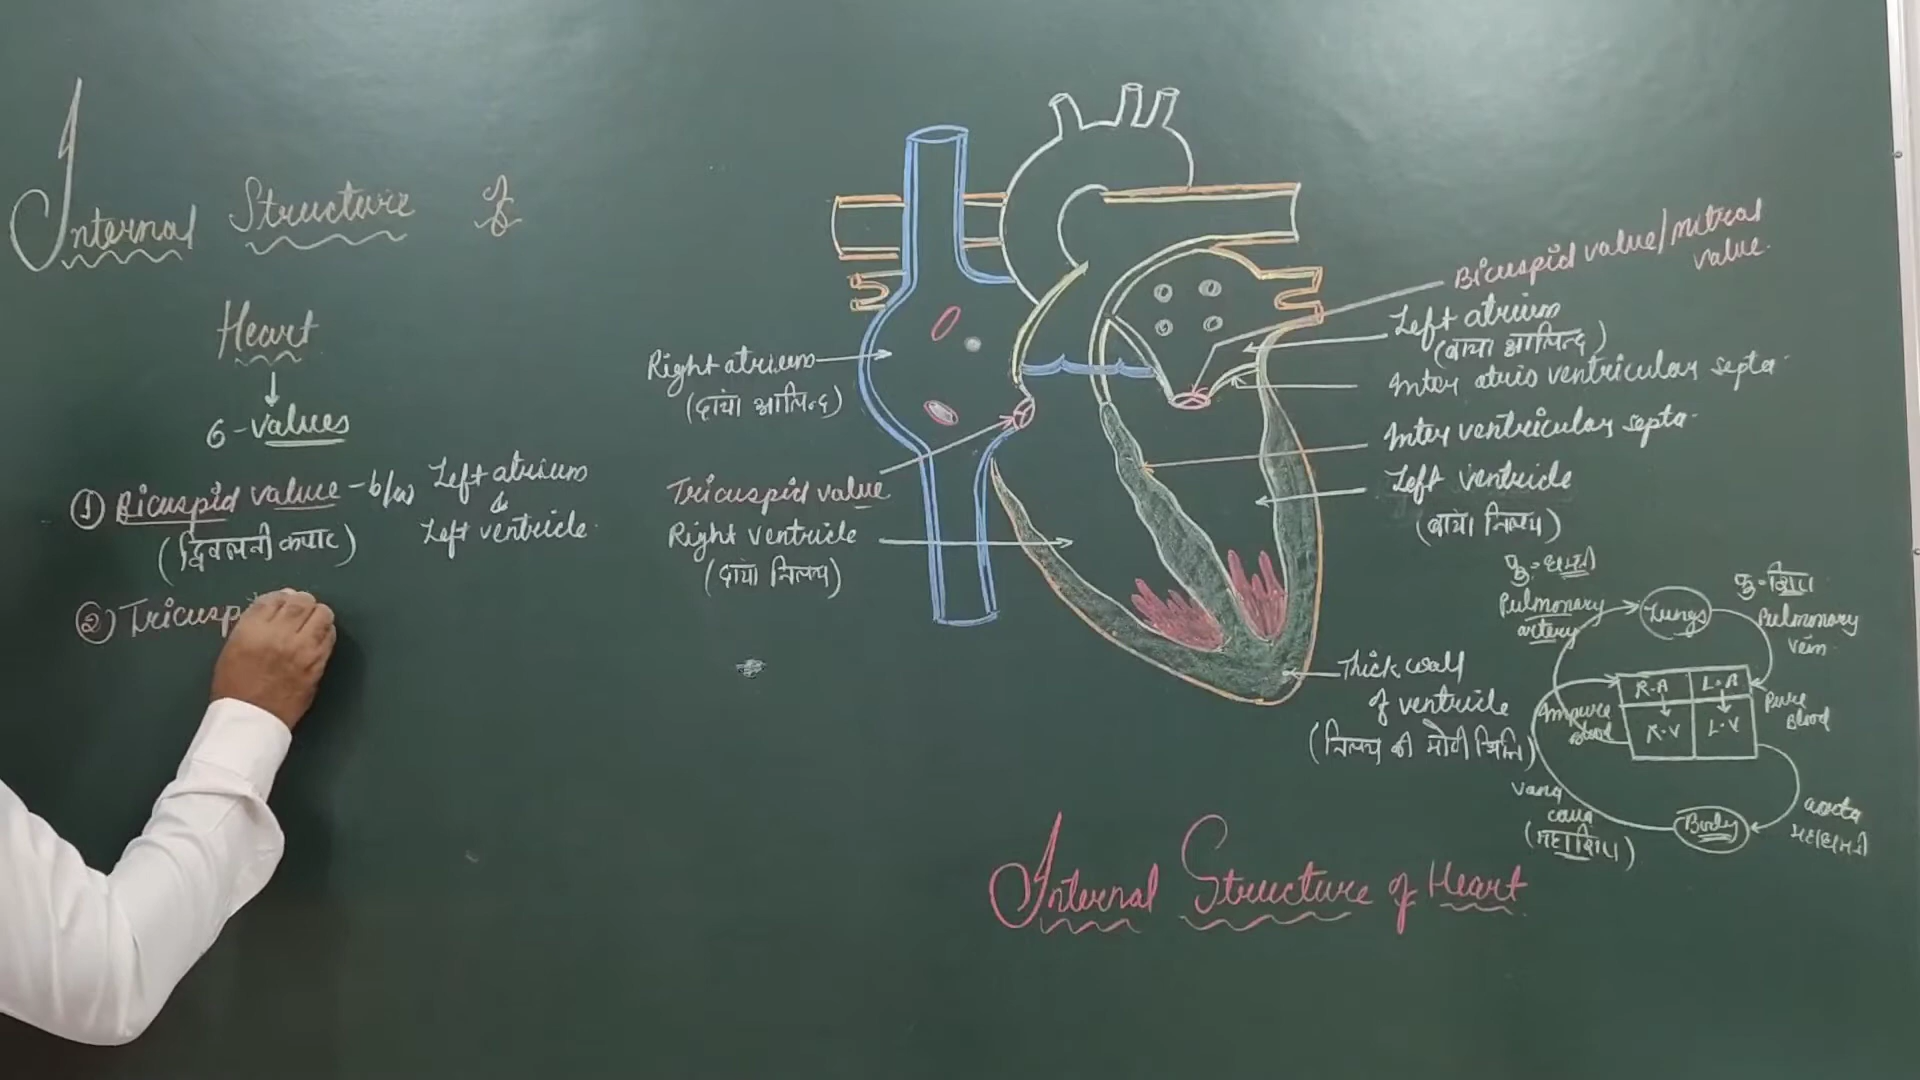 Internal Structure of
Heart
6-values
① Bicuspid value - b/w Left atrium
&
Left ventricle
(द्विवलनी कपाट)
② Tricuspi
Right atrium
(दायां आलिन्द)
Tricuspid value
Right ventricle
(दायां निलय)
Bicuspid value/mitral
value.
Left atrium
(बायां आलिन्द)
Inter atrio ventricular septa.
Inter ventricular septa.
Left ventricle
(बायां निलय)
Thick wall
of ventricle
(निलय की मोटी भित्ति)
फु.-धमनी
Pulmonary
artery
Lungs
फु.-शिरा
Pulmonary
vein
R.A L.A
R.V L.V
Impure
Blood
Pure
Blood
Vana
cava
(महाशिरा)
Body
aorta
महाधमनी
Internal Structure of Heart